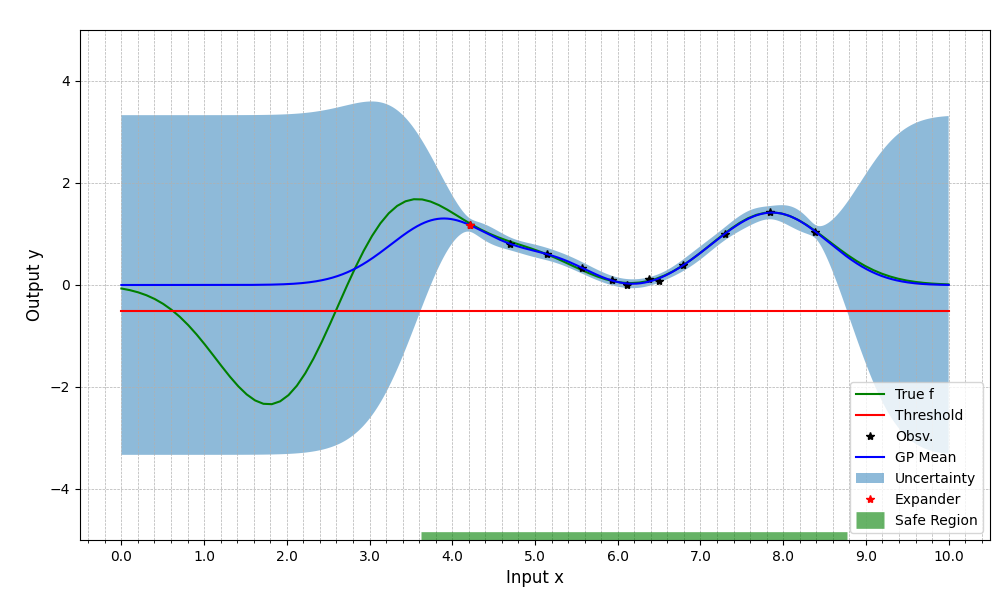 4
2
0
−2
−4
Output y
0.0 1.0 2.0 3.0 4.0 5.0 6.0 7.0 8.0 9.0 10.0
Input x
True f
Threshold
Obsv.
GP Mean
Uncertainty
Expander
Safe Region